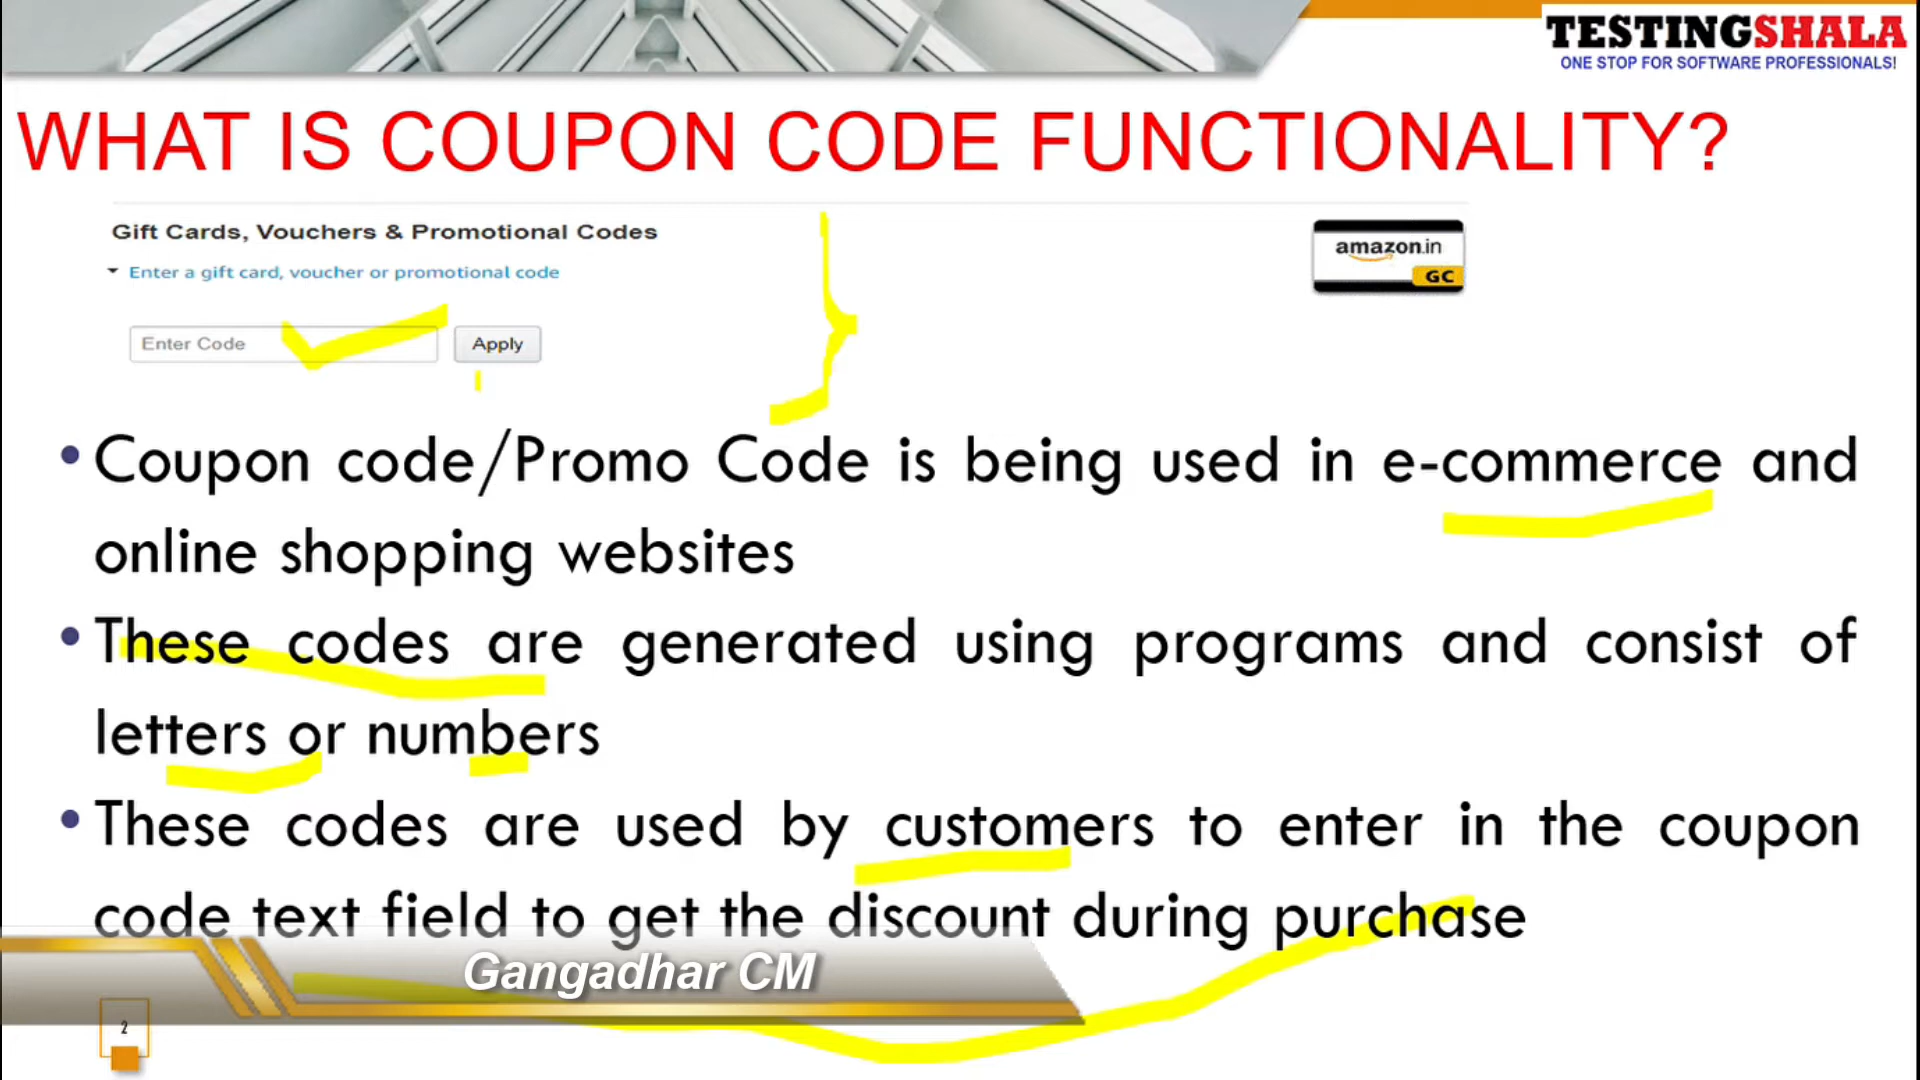 TESTINGSHALA
ONE STOP FOR SOFTWARE PROFESSIONALS!
WHAT IS COUPON CODE FUNCTIONALITY?
Gift Cards, Vouchers & Promotional Codes
Enter a gift card, voucher or promotional code
amazon.in
GC
Enter Code
Apply
• Coupon code/Promo Code is being used in e-commerce and
online shopping websites
• These codes are generated using programs and consist of
letters or numbers
• These codes are used by customers to enter in the coupon
code text field to get the discount during purchase
Gangadhar CM
2